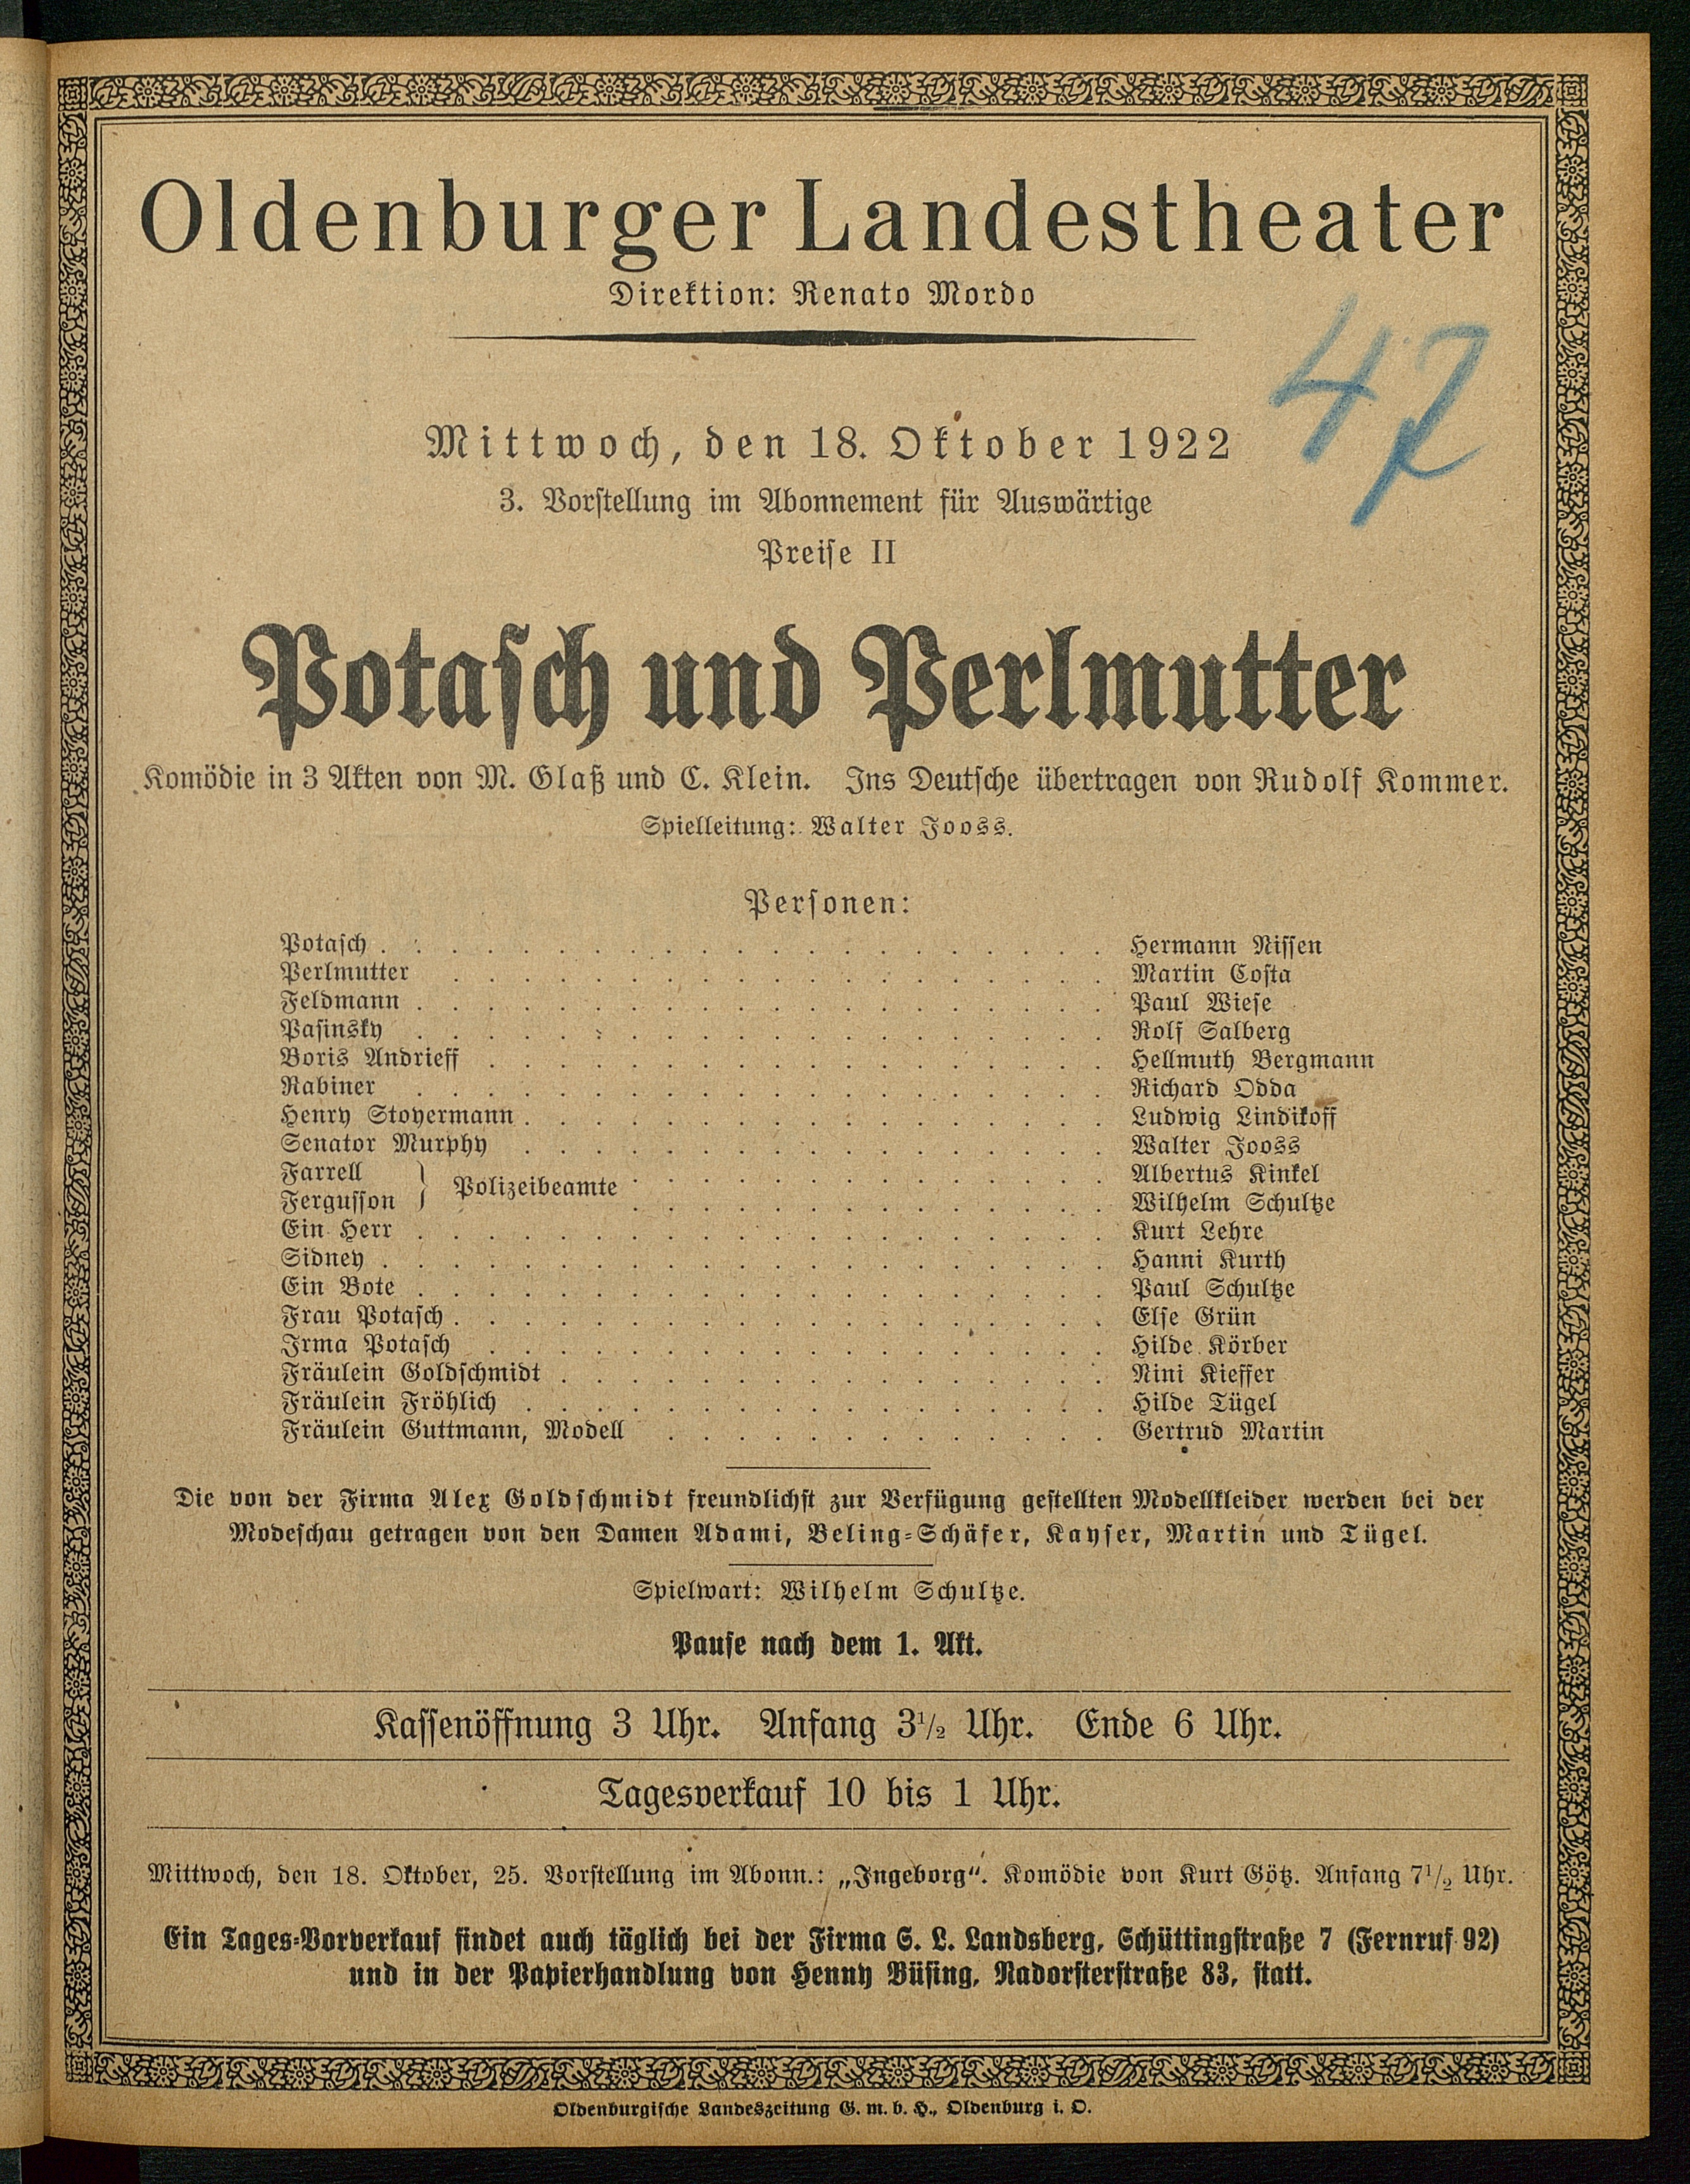 Oldenburger Landestheater
Direktion: Renato Mordo
47
Mittwoch, den 18. Oktober 1922
3. Vorstellung im Abonnement für Auswärtige
Preise II
Potasch und Perlmutter
Komödie in 3 Akten von M. Glaß und C. Klein. Ins Deutsche übertragen von Rudolf Kommer.
Spielleitung: Walter Jooss.
Personen:
Potasch . . . . . Hermann Nissen
Perlmutter . . . . . Martin Costa
Feldmann . . . . . Paul Wiese
Pasinsky . . . . . Rolf Salberg
Boris Andrieff . . . . . Hellmuth Bergmann
Rabiner . . . . . Richard Odda
Henry Stoyermann . . . . . Ludwig Lindikoff
Senator Murphy . . . . . Walter Jooss
Farrell } Polizeibeamte . . . . . Albertus Kinkel
Fergusson } . . . . . Wilhelm Schultze
Ein Herr . . . . . Kurt Lehre
Sidney . . . . . Hanni Kurth
Ein Bote . . . . . Paul Schultze
Frau Potasch . . . . . Else Grün
Irma Potasch . . . . . Hilde Körber
Fräulein Goldschmidt . . . . . Nini Kieffer
Fräulein Fröhlich . . . . . Hilde Tügel
Fräulein Guttmann, Modell . . . . . Gertrud Martin
Die von der Firma Alex Goldschmidt freundlichst zur Verfügung gestellten Modellkleider werden bei der
Modeschau getragen von den Damen Adami, Beling-Schäfer, Kayser, Martin und Tügel.
Spielwart: Wilhelm Schultze.
Pause nach dem 1. Akt.
Kassenöffnung 3 Uhr. Anfang 3½ Uhr. Ende 6 Uhr.
Tagesverkauf 10 bis 1 Uhr.
Mittwoch, den 18. Oktober, 25. Vorstellung im Abonn.: „Ingeborg“. Komödie von Kurt Götz. Anfang 7½ Uhr.
Ein Tages-Vorverkauf findet auch täglich bei der Firma S. L. Landsberg, Schüttingstraße 7 (Fernruf 92)
und in der Papierhandlung von Henny Büsing, Nadorsterstraße 83, statt.
Oldenburgische Landeszeitung G. m. b. H., Oldenburg i. O.